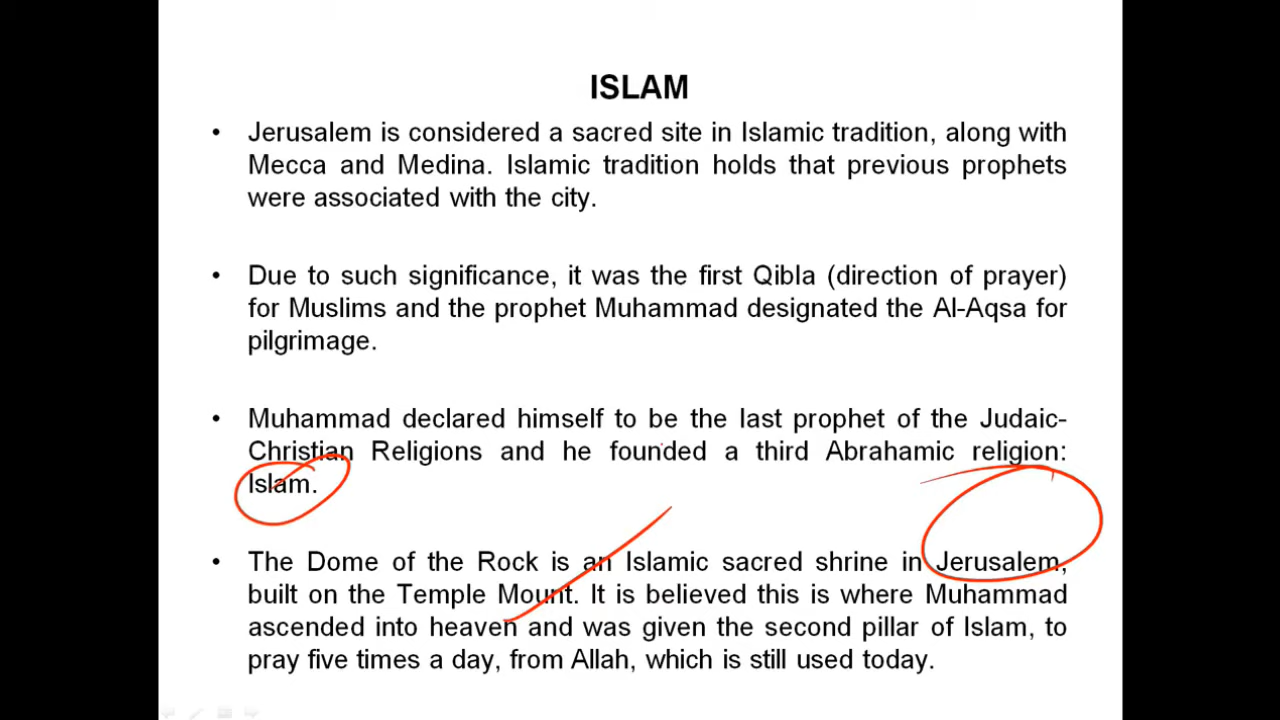 ISLAM
• Jerusalem is considered a sacred site in Islamic tradition, along with
Mecca and Medina. Islamic tradition holds that previous prophets
were associated with the city.
• Due to such significance, it was the first Qibla (direction of prayer)
for Muslims and the prophet Muhammad designated the Al-Aqsa for
pilgrimage.
• Muhammad declared himself to be the last prophet of the Judaic-
Christian Religions and he founded a third Abrahamic religion:
Islam.
• The Dome of the Rock is an Islamic sacred shrine in Jerusalem,
built on the Temple Mount. It is believed this is where Muhammad
ascended into heaven and was given the second pillar of Islam, to
pray five times a day, from Allah, which is still used today.